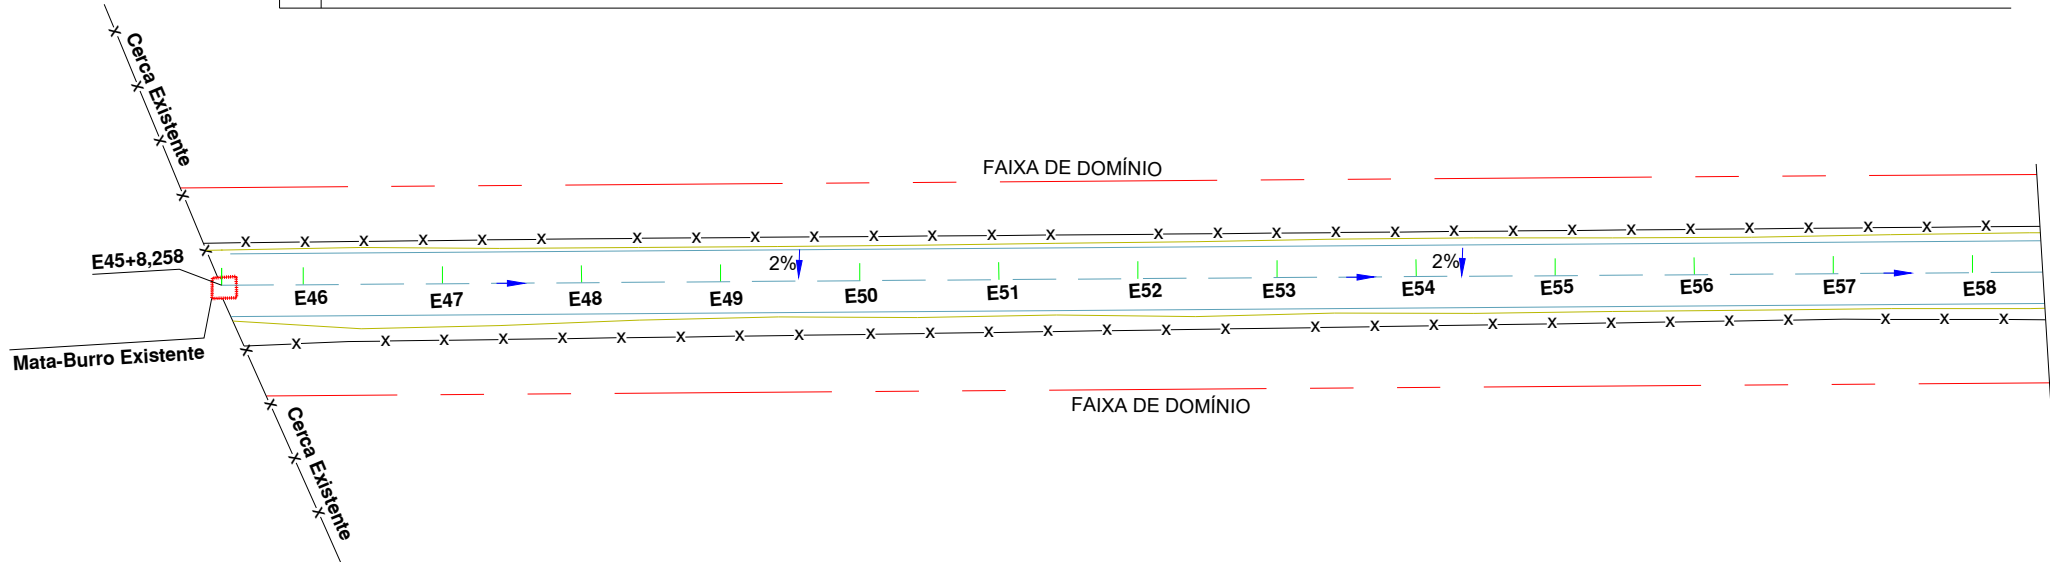 Cerca Existente
FAIXA DE DOMÍNIO
E45+8,258
2%
2%
E46 E47 E48 E49 E50 E51 E52 E53 E54 E55 E56 E57 E58
Mata-Burro Existente
FAIXA DE DOMÍNIO
Cerca Existente